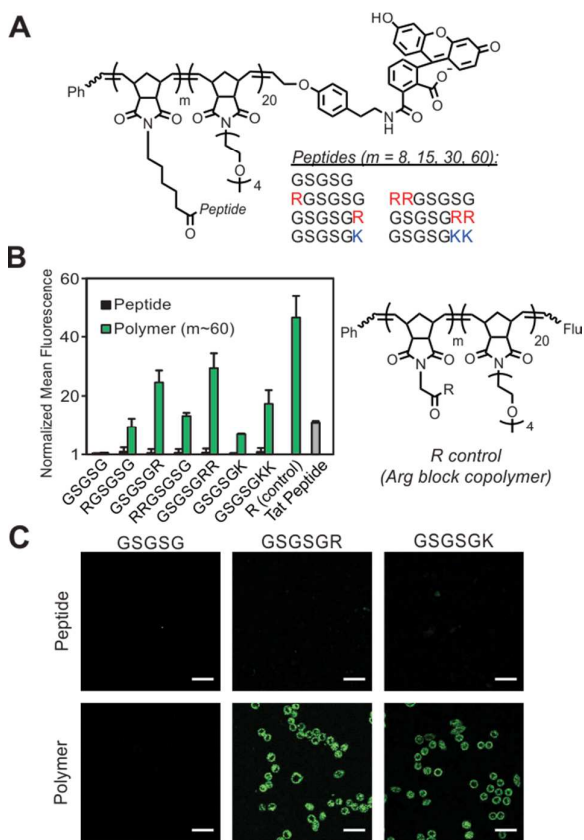 A
Ph
m
20
O
N
O
O
N
O
O
4
Peptide
O
O
N
H
O
HO
O
O
O
O-
Peptides (m = 8, 15, 30, 60):
GSGSG
RGSGSG RRGSGSG
GSGSGR GSGSGRR
GSGSGK GSGSGKK
B
Normalized Mean Fluorescence
60
40
20
1
Peptide
Polymer (m~60)
GSGSG
RGSGSG
GSGSGR
RRGSGSG
GSGSGRR
GSGSGK
GSGSGKK
R (control)
Tat Peptide
Ph
m
20
Flu
O
N
O
O
N
O
R
O
O
4
R control
(Arg block copolymer)
C
GSGSG GSGSGR GSGSGK
Peptide
Polymer